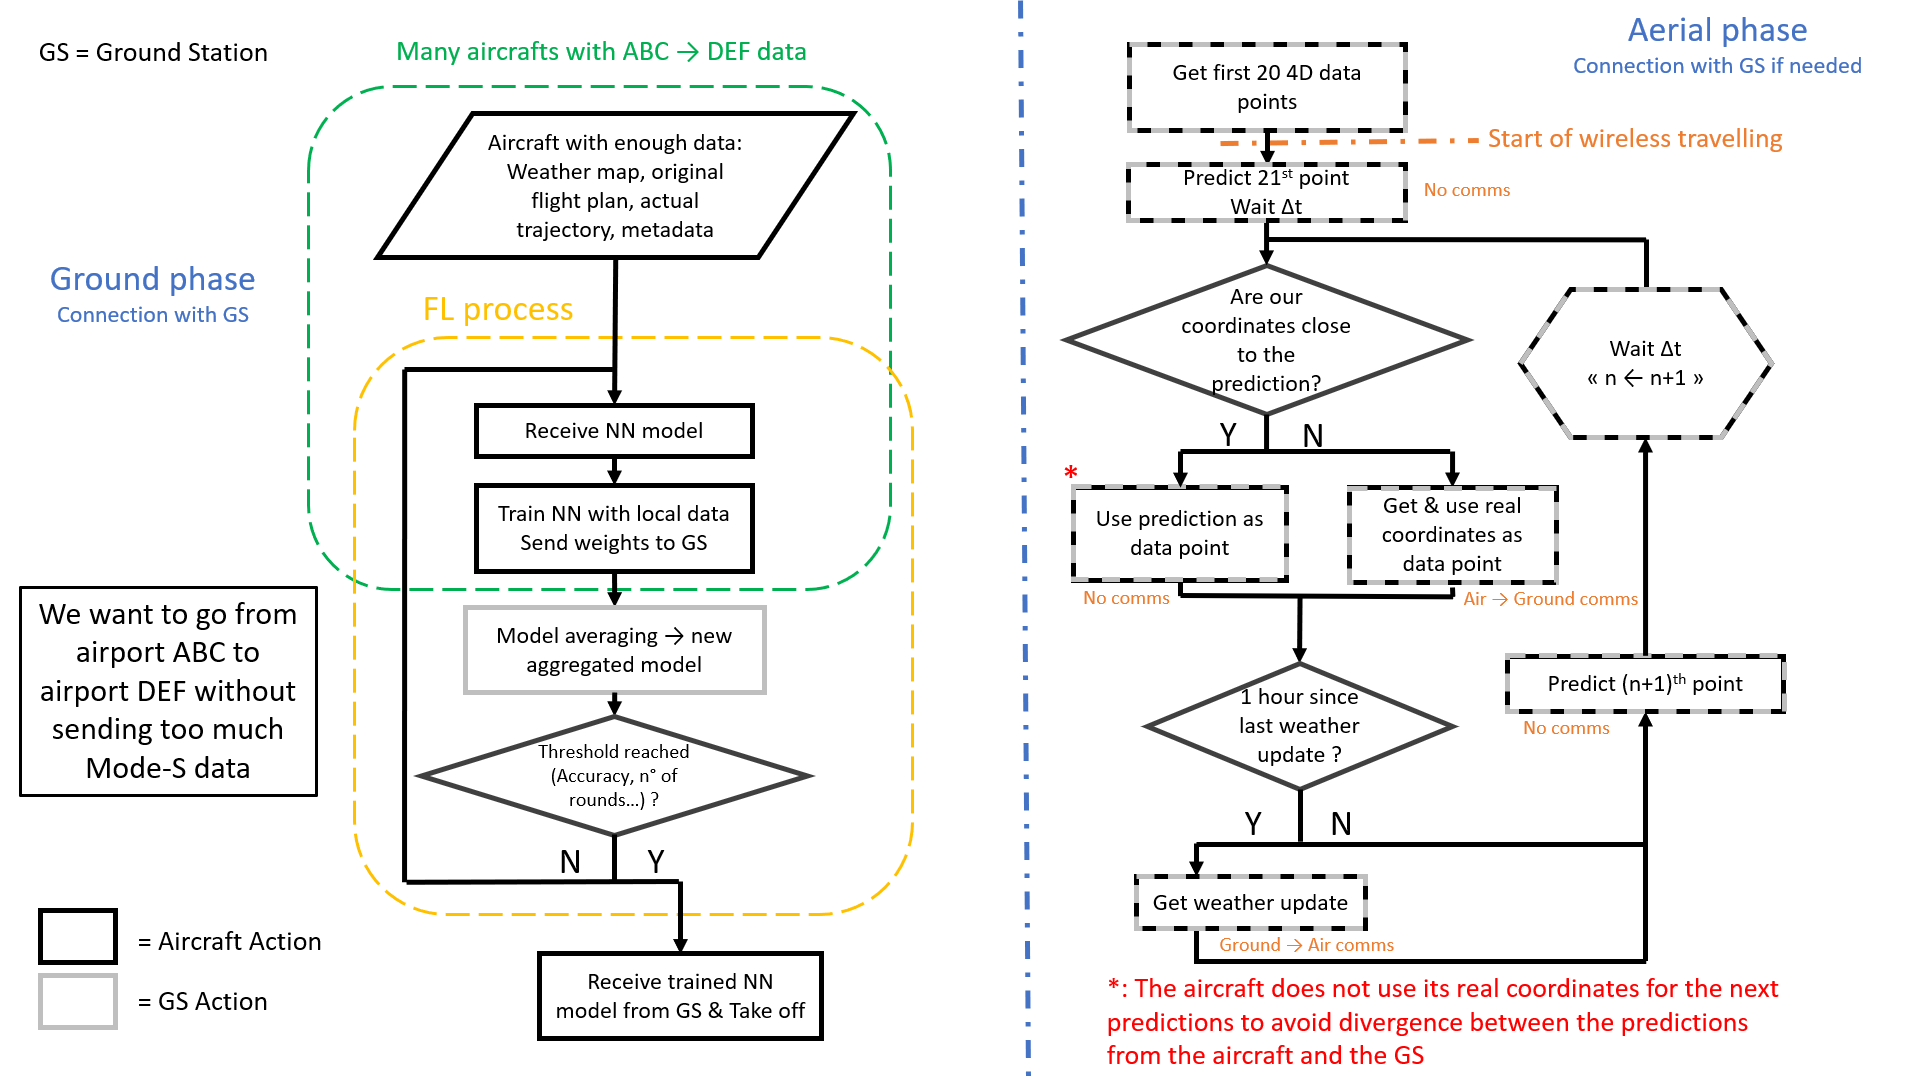 GS = Ground Station
Many aircrafts with ABC → DEF data
Aircraft with enough data:
Weather map, original
flight plan, actual
trajectory, metadata
Ground phase
Connection with GS
FL process
Receive NN model
Train NN with local data
Send weights to GS
Model averaging → new
aggregated model
Threshold reached
(Accuracy, n° of
rounds...) ?
N
Y
Receive trained NN
model from GS & Take off
We want to go from
airport ABC to
airport DEF without
sending too much
Mode-S data
= Aircraft Action
= GS Action
Aerial phase
Connection with GS if needed
Get first 20 4D data
points
Start of wireless travelling
Predict 21st point
Wait Δt
No comms
Are our
coordinates close
to the
prediction?
Wait Δt
« n ← n+1 »
Y
N
*
Use prediction as
data point
No comms
Get & use real
coordinates as
data point
Air → Ground comms
1 hour since
last weather
update ?
Predict (n+1)th point
No comms
Y
N
Get weather update
Ground → Air comms
*: The aircraft does not use its real coordinates for the next
predictions to avoid divergence between the predictions
from the aircraft and the GS